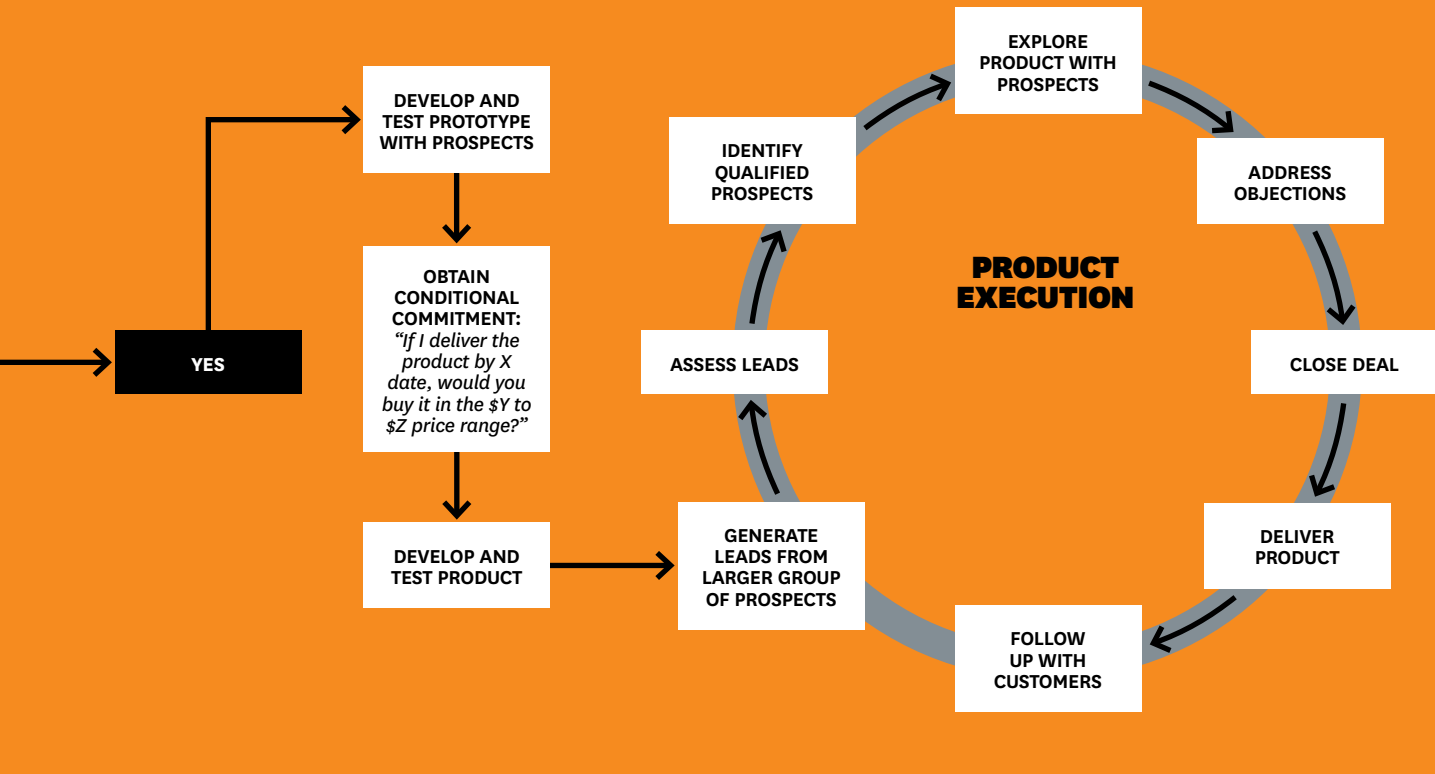 YES
DEVELOP AND
TEST PROTOTYPE
WITH PROSPECTS
OBTAIN
CONDITIONAL
COMMITMENT:
“If I deliver the
product by X
date, would you
buy it in the $Y to
$Z price range?”
DEVELOP AND
TEST PRODUCT
GENERATE
LEADS FROM
LARGER GROUP
OF PROSPECTS
ASSESS LEADS
IDENTIFY
QUALIFIED
PROSPECTS
EXPLORE
PRODUCT WITH
PROSPECTS
ADDRESS
OBJECTIONS
CLOSE DEAL
DELIVER
PRODUCT
FOLLOW
UP WITH
CUSTOMERS
PRODUCT
EXECUTION